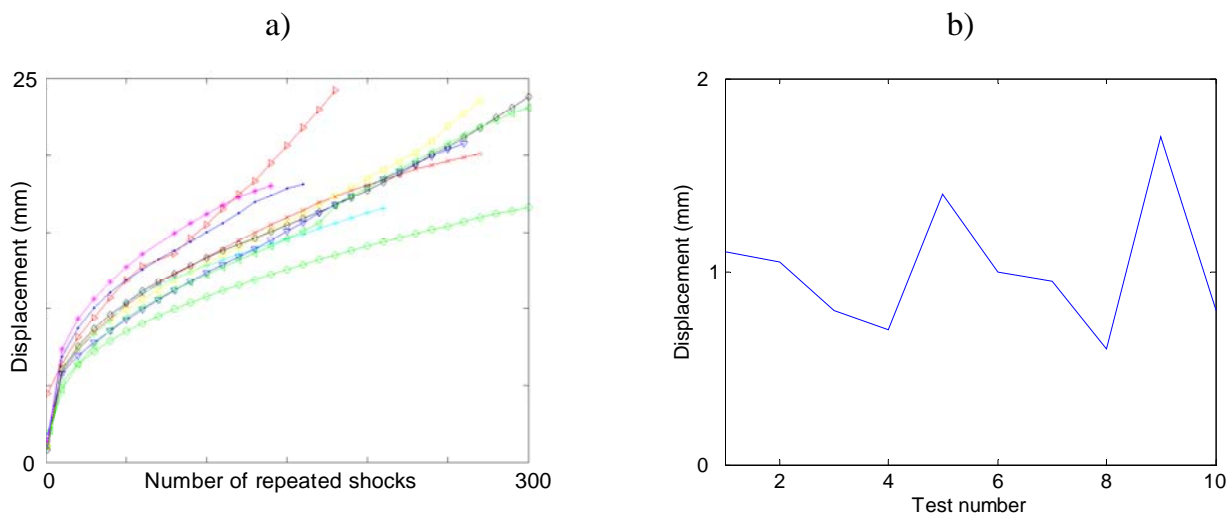 a)
25
Displacement (mm)
0
0
Number of repeated shocks
300
b)
2
Displacement (mm)
1
0
2
4
6
8
10
Test number